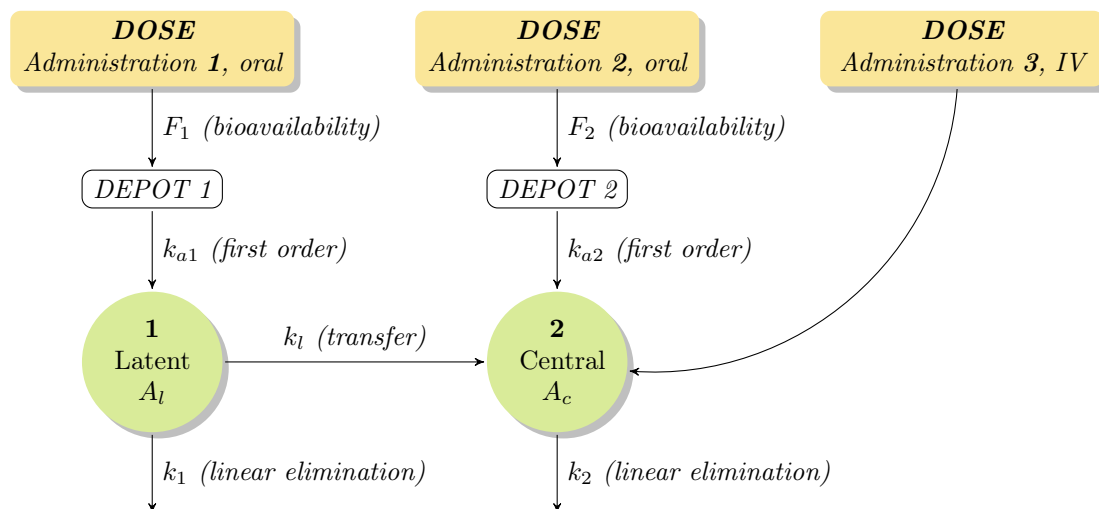 DOSE
Administration 1, oral
DOSE
Administration 2, oral
DOSE
Administration 3, IV
F₁ (bioavailability)
F₂ (bioavailability)
DEPOT 1
DEPOT 2
kₐ₁ (first order)
kₐ₂ (first order)
1
Latent
Aₗ
kₗ (transfer)
2
Central
A_c
k₁ (linear elimination)
k₂ (linear elimination)